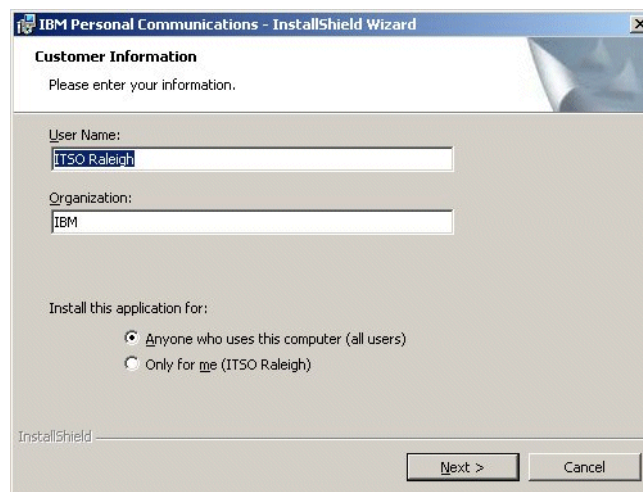 IBM Personal Communications - InstallShield Wizard
Customer Information
Please enter your information.
User Name:
ITSO Raleigh
Organization:
IBM
Install this application for:
Anyone who uses this computer (all users)
Only for me (ITSO Raleigh)
InstallShield
Next >
Cancel